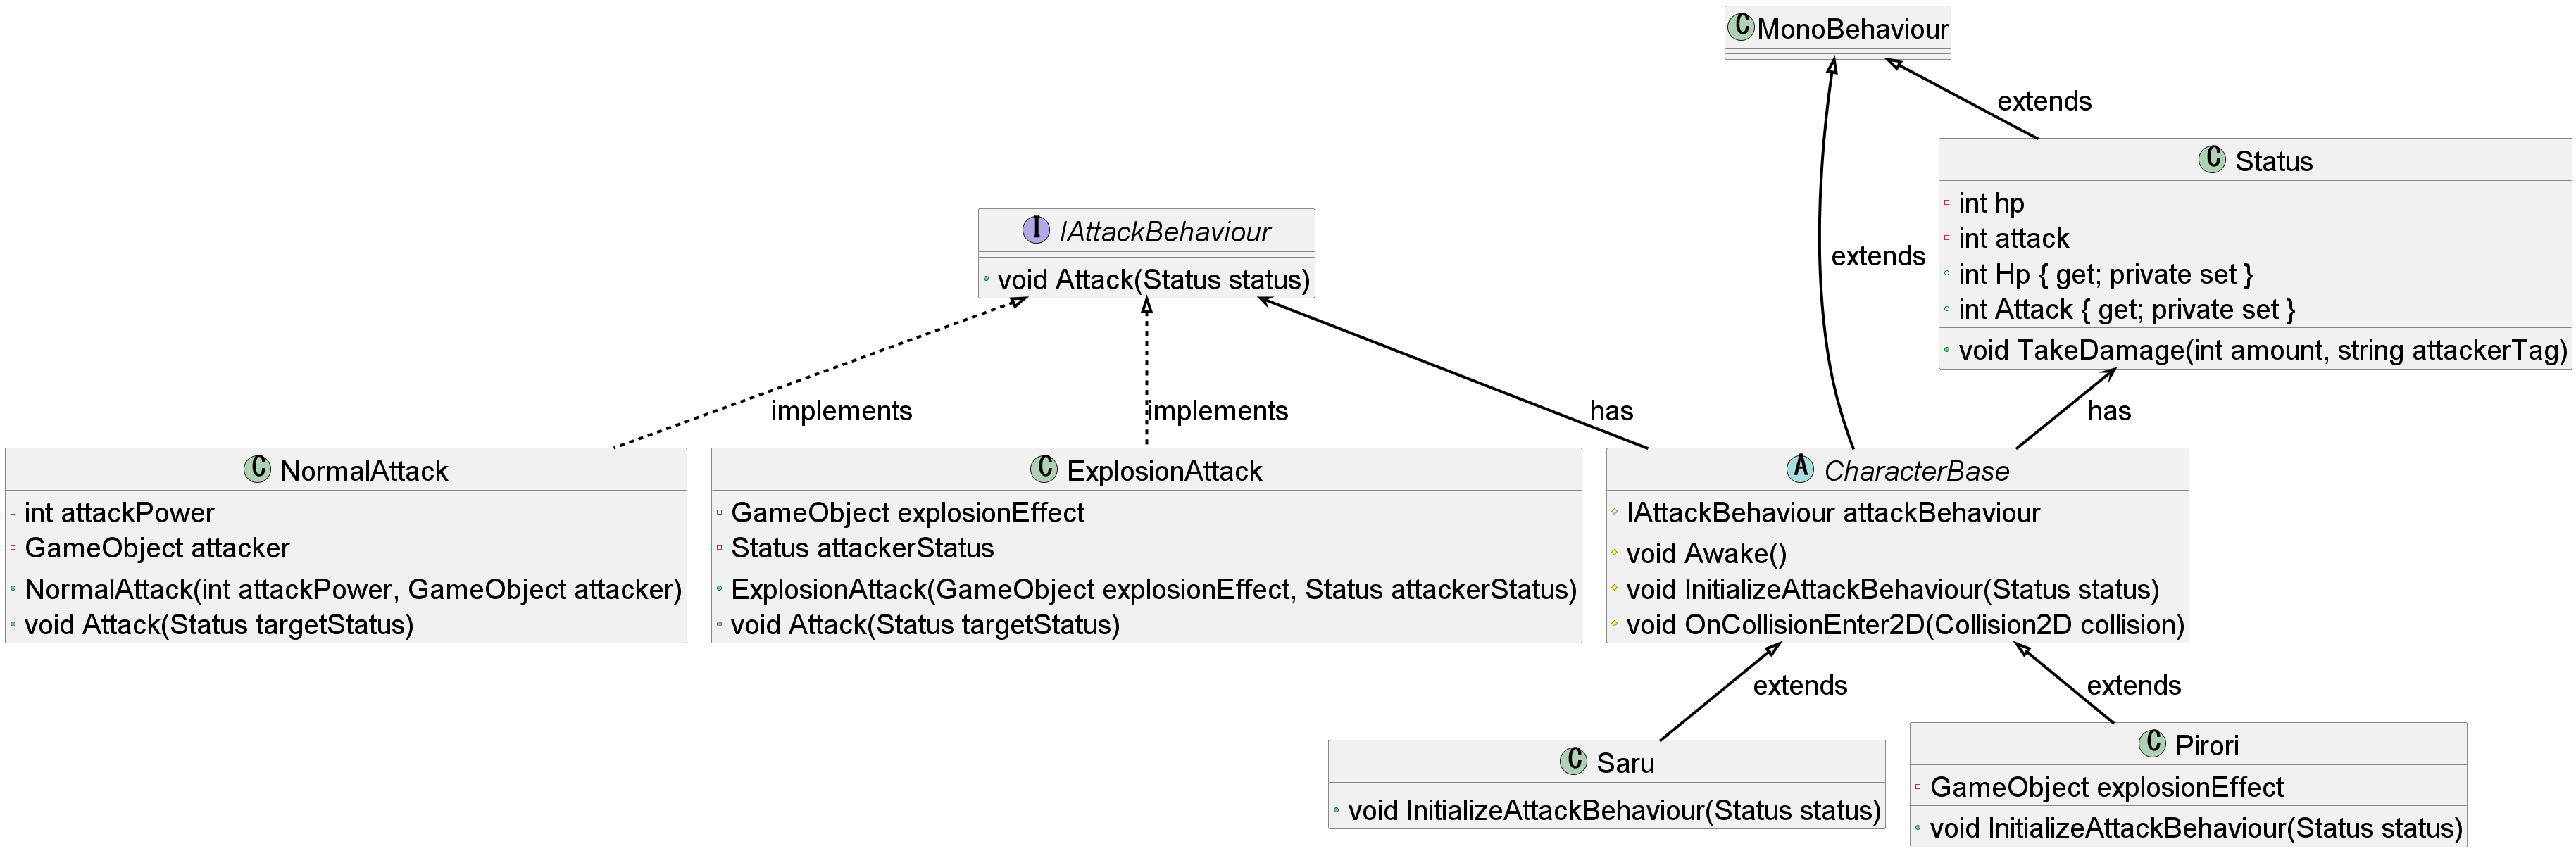 C MonoBehaviour
extends
C Status
int hp
int attack
int Hp { get; private set }
int Attack { get; private set }
void TakeDamage(int amount, string attackerTag)
I IAttackBehaviour
void Attack(Status status)
extends
implements
implements
has
has
C NormalAttack
int attackPower
GameObject attacker
NormalAttack(int attackPower, GameObject attacker)
void Attack(Status targetStatus)
C ExplosionAttack
GameObject explosionEffect
Status attackerStatus
ExplosionAttack(GameObject explosionEffect, Status attackerStatus)
void Attack(Status targetStatus)
A CharacterBase
IAttackBehaviour attackBehaviour
void Awake()
void InitializeAttackBehaviour(Status status)
void OnCollisionEnter2D(Collision2D collision)
extends
extends
C Saru
void InitializeAttackBehaviour(Status status)
C Pirori
GameObject explosionEffect
void InitializeAttackBehaviour(Status status)